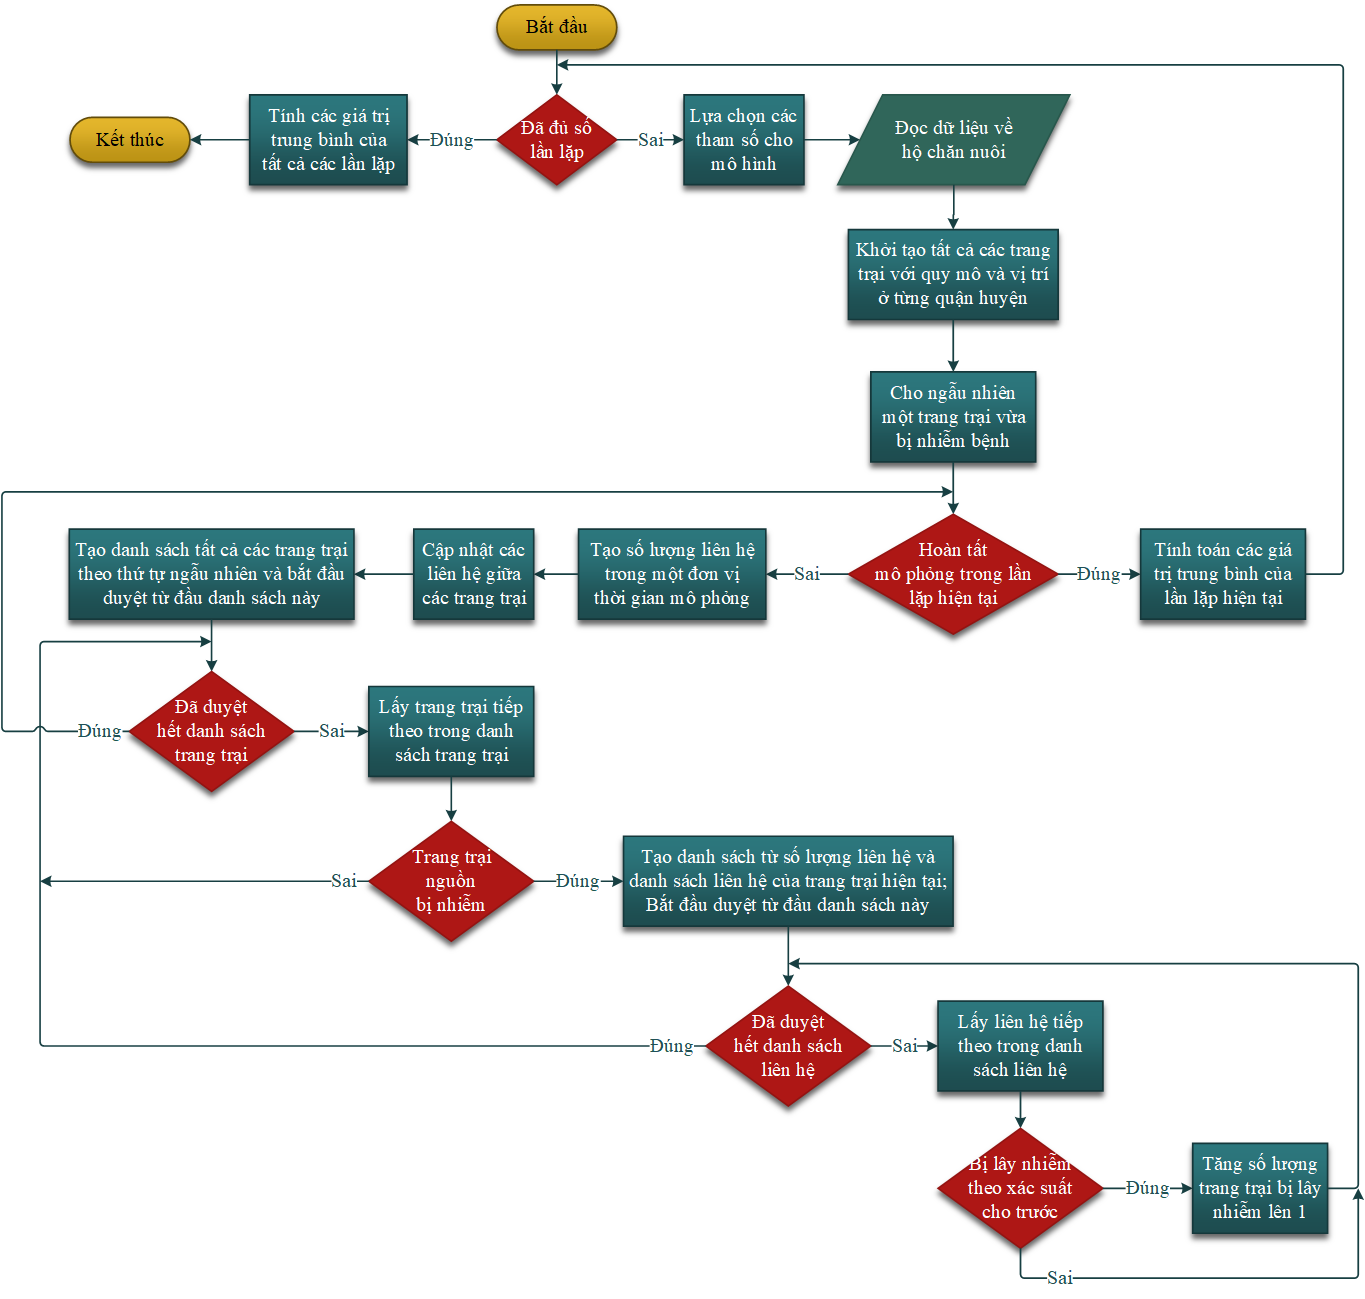 Bắt đầu
Kết thúc
Tính các giá trị
trung bình của
tất cả các lần lặp
Đúng
Đã đủ số
lần lặp
Sai
Lựa chọn các
tham số cho
mô hình
Đọc dữ liệu về
hộ chăn nuôi
Khởi tạo tất cả các trang
trại với quy mô và vị trí
ở từng quận huyện
Cho ngẫu nhiên
một trang trại vừa
bị nhiễm bệnh
Tạo danh sách tất cả các trang trại
theo thứ tự ngẫu nhiên và bắt đầu
duyệt từ đầu danh sách này
Cập nhật các
liên hệ giữa
các trang trại
Tạo số lượng liên hệ
trong một đơn vị
thời gian mô phỏng
Sai
Hoàn tất
mô phỏng trong lần
lặp hiện tại
Đúng
Tính toán các giá
trị trung bình của
lần lặp hiện tại
Đúng
Đã duyệt
hết danh sách
trang trại
Sai
Lấy trang trại tiếp
theo trong danh
sách trang trại
Sai
Trang trại
nguồn
bị nhiễm
Đúng
Tạo danh sách từ số lượng liên hệ và
danh sách liên hệ của trang trại hiện tại;
Bắt đầu duyệt từ đầu danh sách này
Đúng
Đã duyệt
hết danh sách
liên hệ
Sai
Lấy liên hệ tiếp
theo trong danh
sách liên hệ
Bị lây nhiễm
theo xác suất
cho trước
Đúng
Tăng số lượng
trang trại bị lây
nhiễm lên 1
Sai